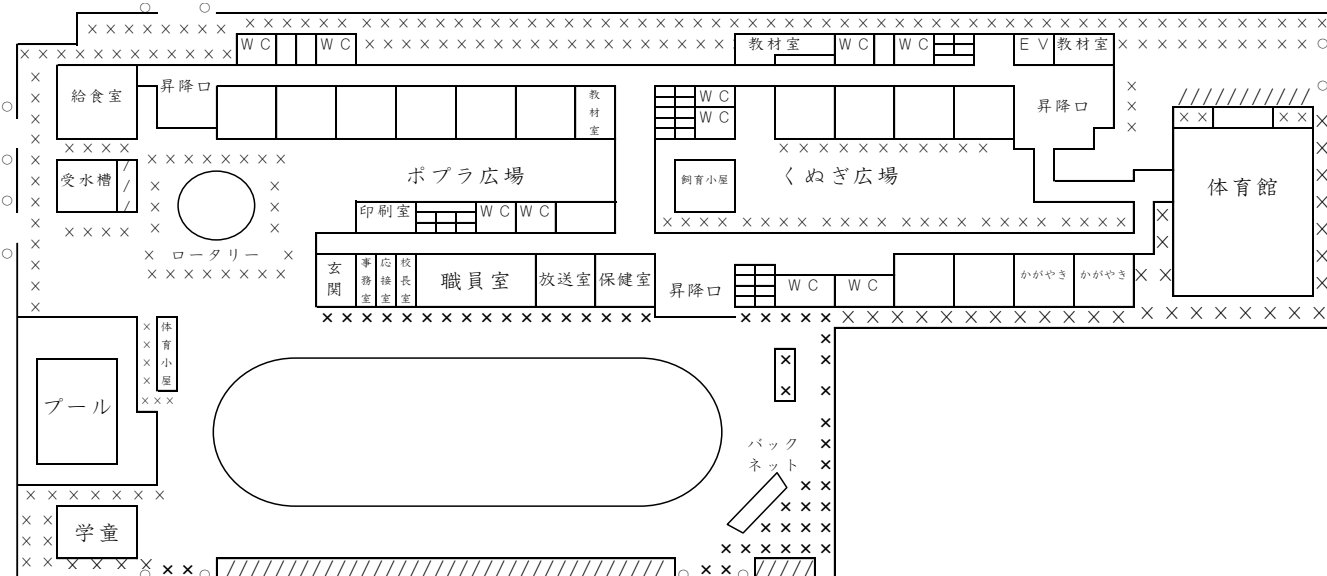 ＷＣ
ＷＣ
教材室
ＷＣ
ＷＣ
ＥＶ
教材室
給食室
昇降口
教材室
ＷＣ
ＷＣ
昇降口
受水槽
ポプラ広場
飼育小屋
くぬぎ広場
体育館
印刷室
ＷＣ
ＷＣ
ロータリー
玄関
事務室
応接室
校長室
職員室
放送室
保健室
昇降口
ＷＣ
ＷＣ
かがやき
かがやき
体育小屋
プール
バック
ネット
学童